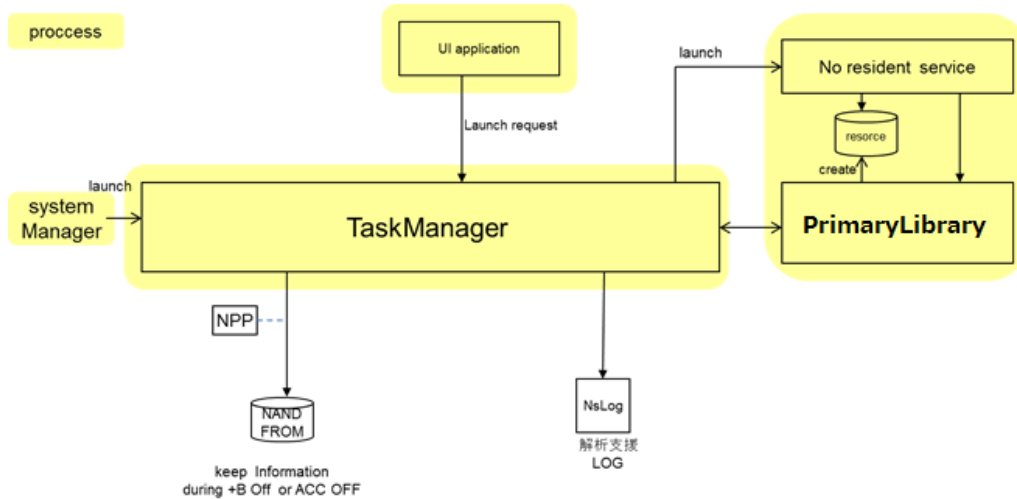 proccess
UI application
launch
No resident service
Launch request
resorce
create
launch
system
Manager
TaskManager
PrimaryLibrary
NPP
NAND
FROM
NsLog
解析支援
LOG
keep Information
during +B Off or ACC OFF